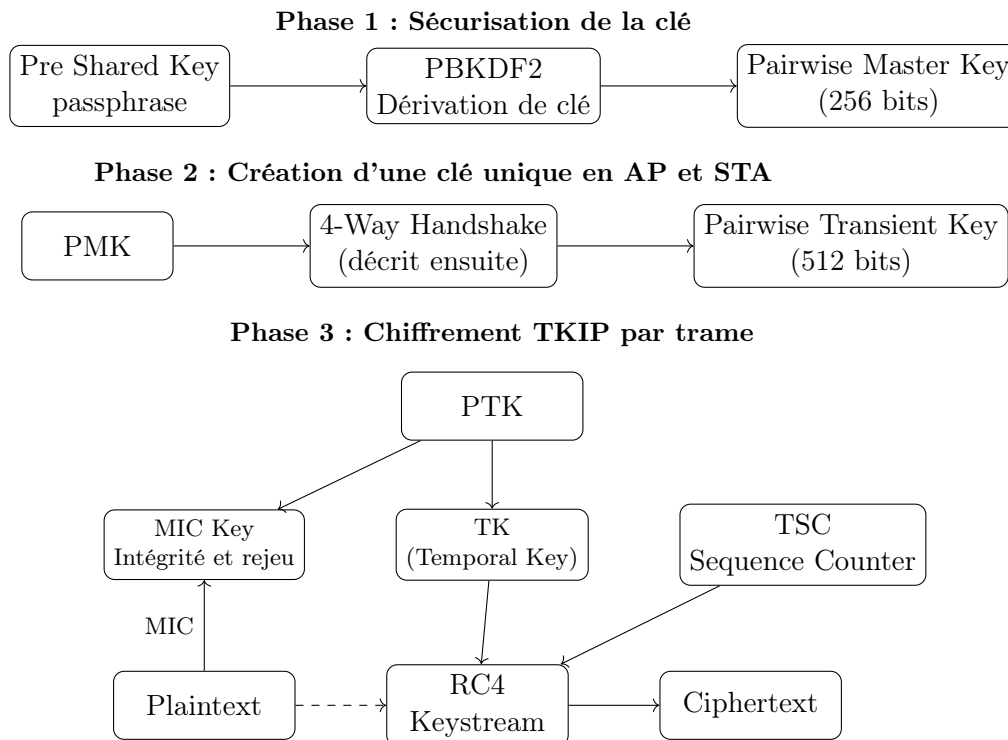 Phase 1 : Sécurisation de la clé
Pre Shared Key
passphrase
PBKDF2
Dérivation de clé
Pairwise Master Key
(256 bits)
Phase 2 : Création d'une clé unique en AP et STA
PMK
4-Way Handshake
(décrit ensuite)
Pairwise Transient Key
(512 bits)
Phase 3 : Chiffrement TKIP par trame
PTK
MIC Key
Intégrité et rejeu
TK
(Temporal Key)
TSC
Sequence Counter
MIC
Plaintext
RC4
Keystream
Ciphertext